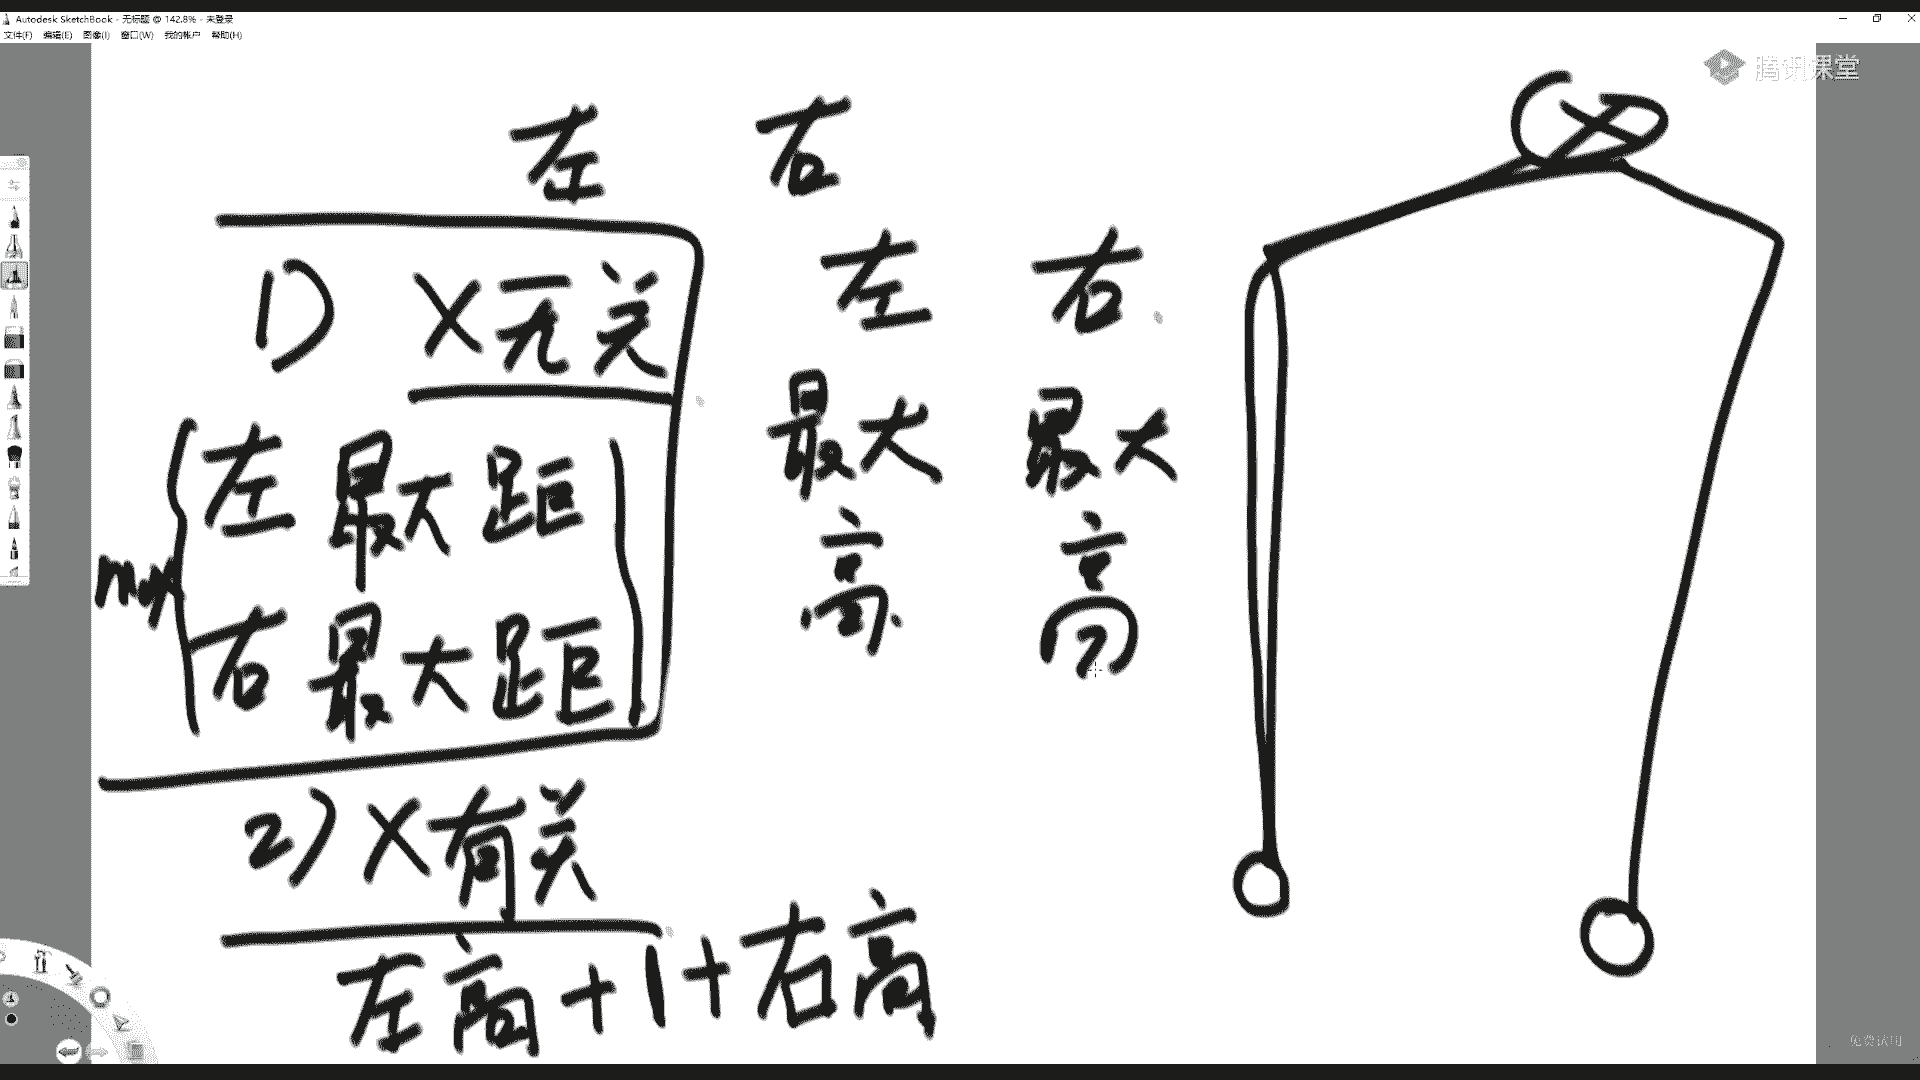 Autodesk SketchBook - 无标题 @ 142.8% - 未登录
文件(F) 编辑(E) 图像(I) 窗口(W) 我的帐户 帮助(H)
腾讯课堂
左 右
1) X无关
左 右
左最大距
右最大距
最大 最大
高 高
2) X有关
左高+1+右高
X
免费试用